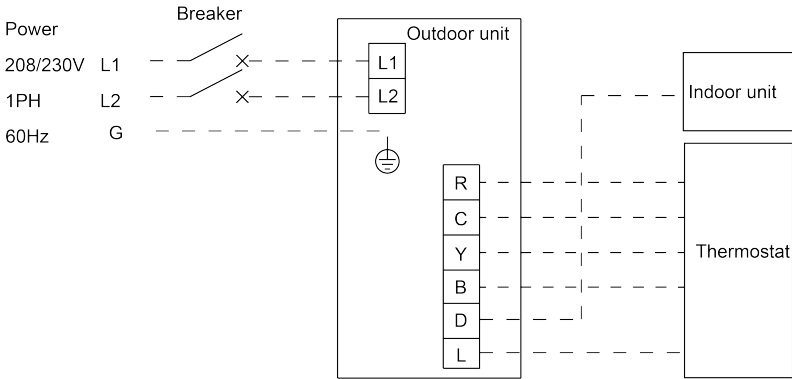 Breaker
Power
Outdoor unit
208/230V L1
L1
1PH L2
L2
Indoor unit
60Hz G
R
C
Y
Thermostat
B
D
L